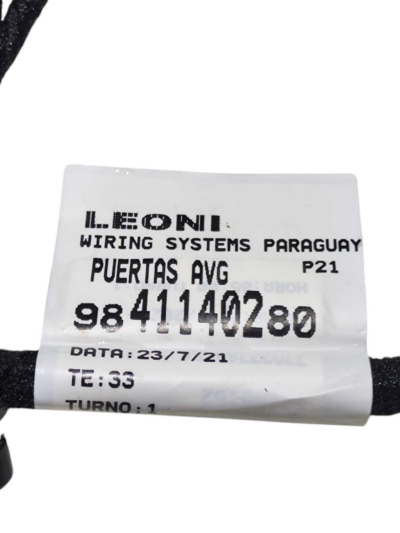 LEONI
WIRING SYSTEMS PARAGUAY
PUERTAS AVG P21
9841140280
DATA:23/7/21
TE:33
TURNO:1